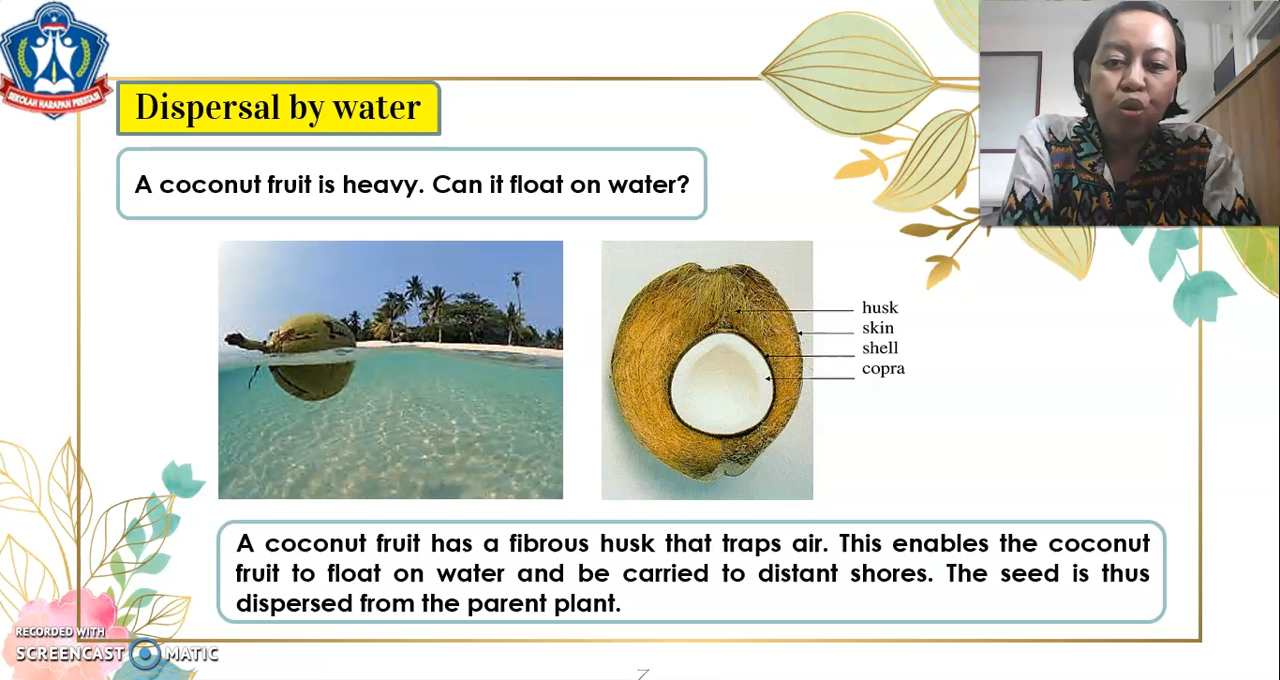 SEKOLAH HARAPAN PRESTASI
Dispersal by water
A coconut fruit is heavy. Can it float on water?
husk
skin
shell
copra
A coconut fruit has a fibrous husk that traps air. This enables the coconut
fruit to float on water and be carried to distant shores. The seed is thus
dispersed from the parent plant.
RECORDED WITH
SCREENCAST MATIC